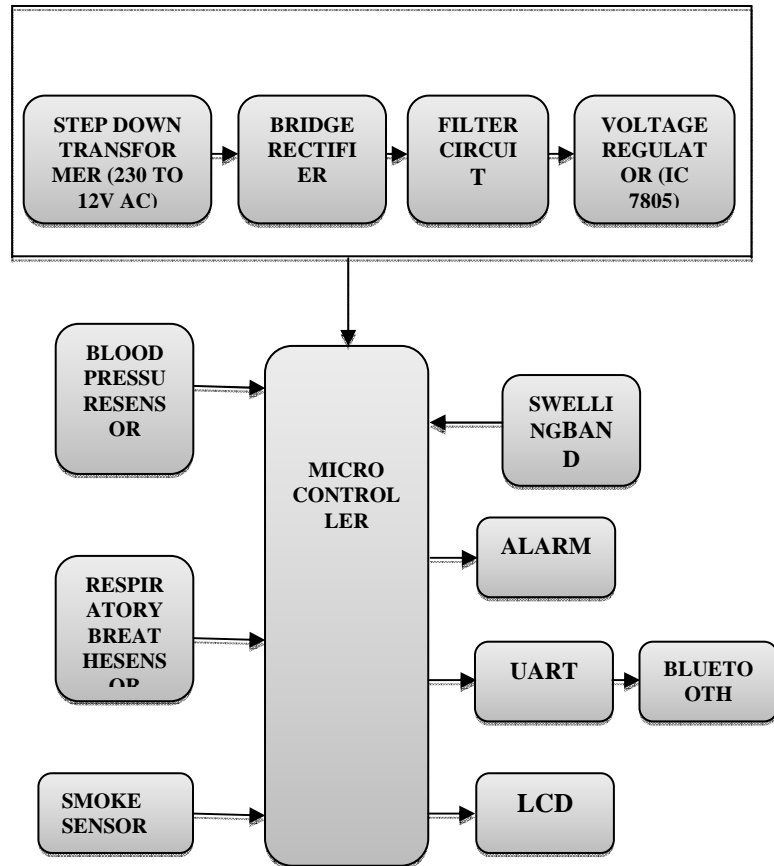 STEP DOWN
TRANSFOR
MER (230 TO
12V AC)
BRIDGE
RECTIFI
ER
FILTER
CIRCUI
T
VOLTAGE
REGULAT
OR (IC
7805)
BLOOD
PRESSU
RESENS
OR
MICRO
CONTROL
LER
SWELLI
NGBAN
D
ALARM
RESPIR
ATORY
BREAT
HESENS
OR
UART
BLUETO
OTH
SMOKE
SENSOR
LCD